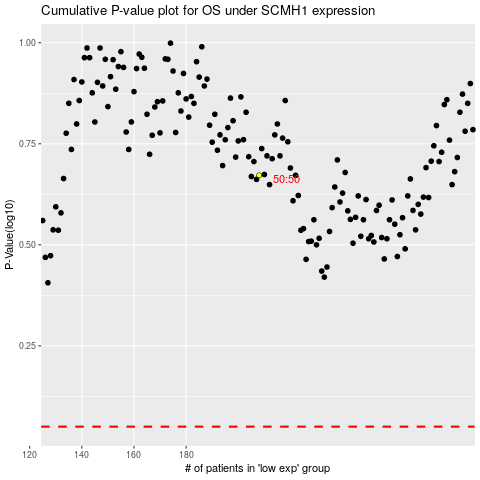 Cumulative P-value plot for OS under SCMH1 expression
P-Value(log10)
1.00
0.75
0.50
0.25
50:50
120 140 160 180
# of patients in 'low exp' group